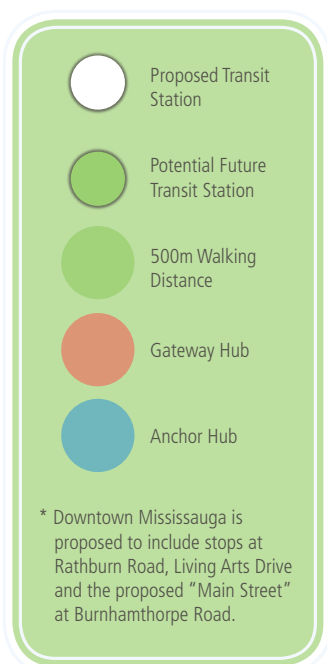 Proposed Transit
Station
Potential Future
Transit Station
500m Walking
Distance
Gateway Hub
Anchor Hub
* Downtown Mississauga is
proposed to include stops at
Rathburn Road, Living Arts Drive
and the proposed “Main Street”
at Burnhamthorpe Road.